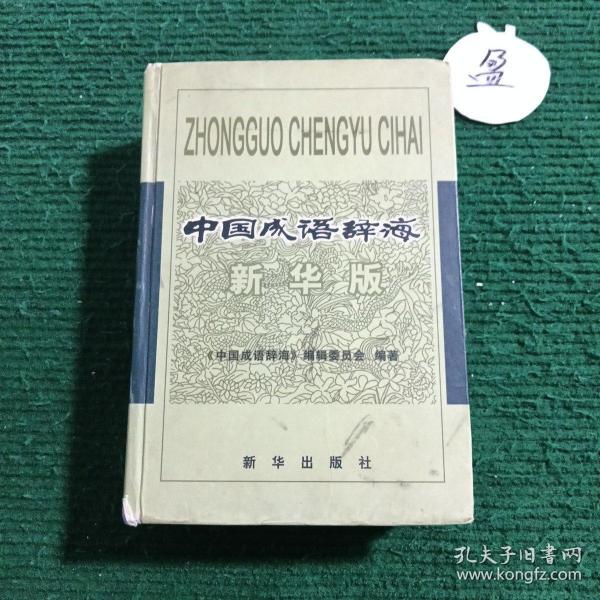 ZHONGGUO CHENGYU CIHAI
盈
中国成语辞海
新华版
《中国成语辞海》编辑委员会 编著
新华出版社
孔夫子旧書网
www.kongfz.com